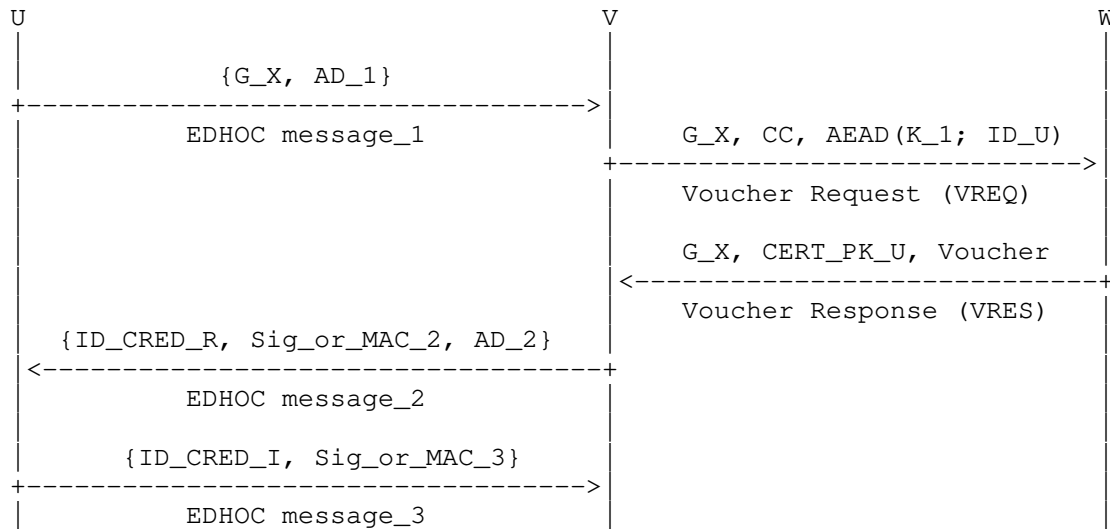 U V W
{G_X, AD_1}
EDHOC message_1
G_X, CC, AEAD(K_1; ID_U)
Voucher Request (VREQ)
G_X, CERT_PK_U, Voucher
Voucher Response (VRES)
{ID_CRED_R, Sig_or_MAC_2, AD_2}
EDHOC message_2
{ID_CRED_I, Sig_or_MAC_3}
EDHOC message_3